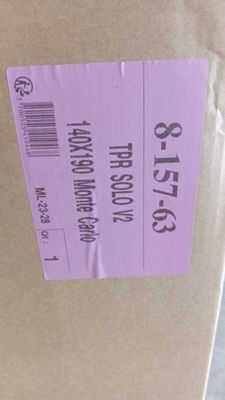 8-157-63
TPR SOLO V2
140X190 Monte Carlo
ML-23-28 Qt : 1